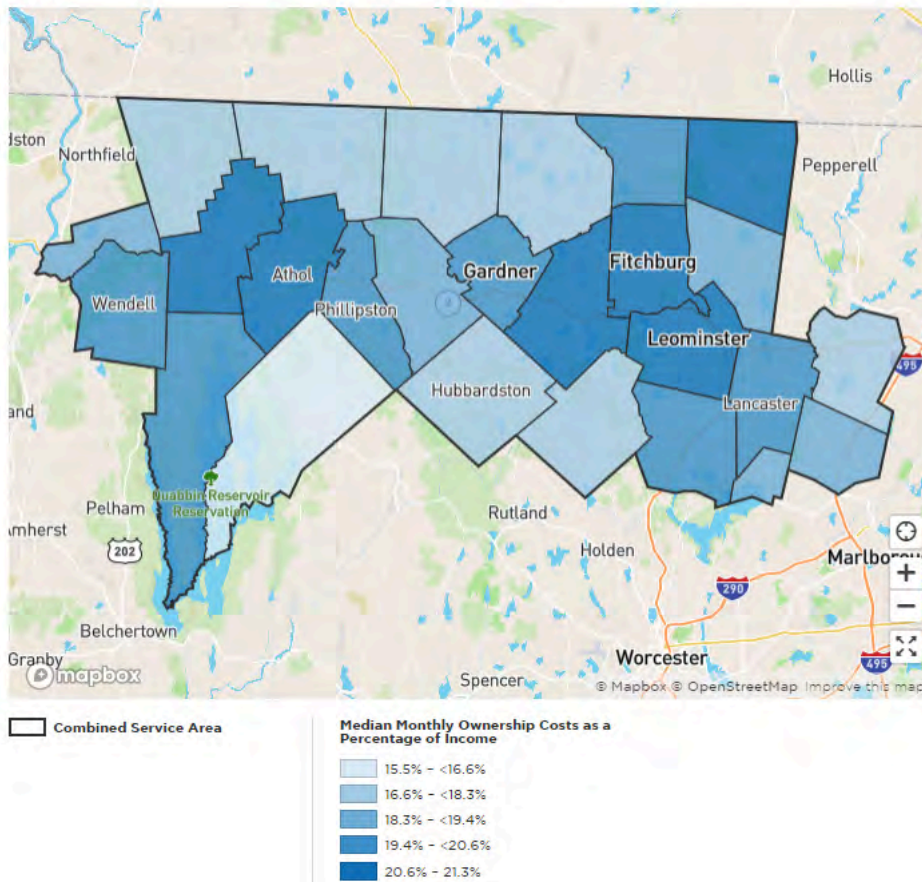 Hollis
dston
Northfield
Pepperell
Athol
Gardner
Fitchburg
Wendell
Phillipston
Leominster
495
Hubbardston
Lancaster
and
Quabbin Reservoir
Reservation
Pelham
Amherst
202
Rutland
Holden
Marlborou
290
Belchertown
Granby
Worcester
495
mapbox
Spencer
© Mapbox © OpenStreetMap Improve this map
Combined Service Area
Median Monthly Ownership Costs as a
Percentage of Income
15.5% – <16.6%
16.6% – <18.3%
18.3% – <19.4%
19.4% – <20.6%
20.6% – 21.3%